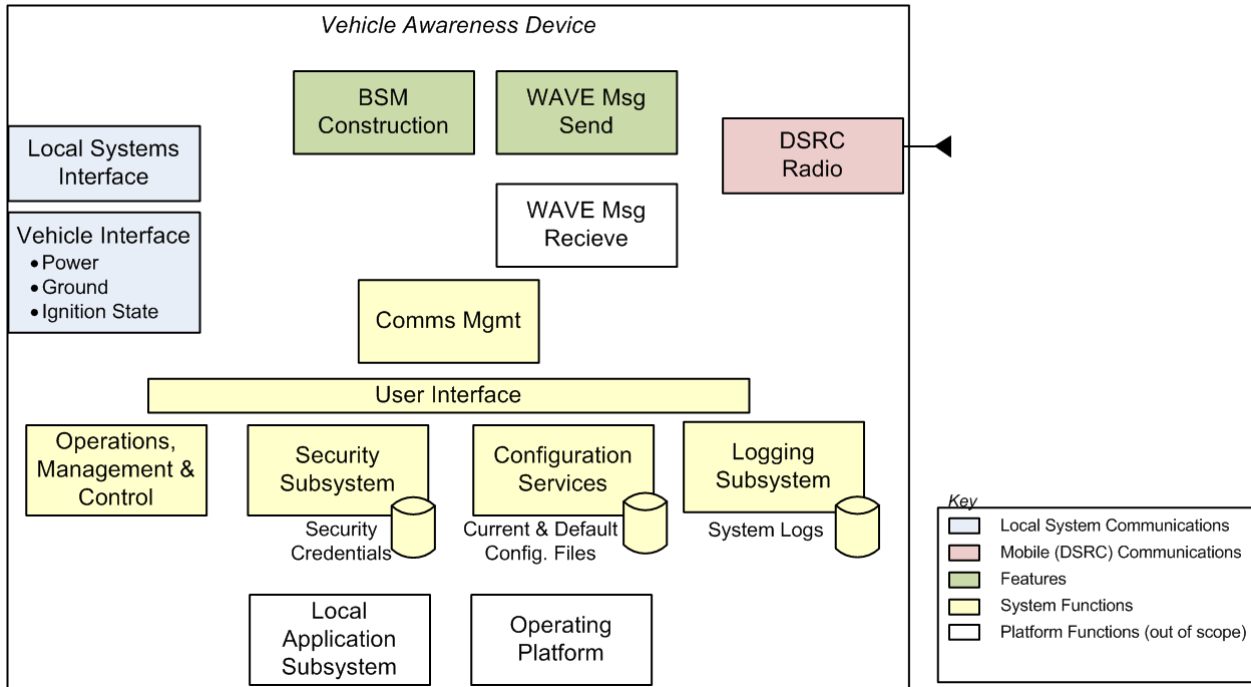 Vehicle Awareness Device
BSM
Construction
WAVE Msg
Send
DSRC
Radio
Local Systems
Interface
WAVE Msg
Recieve
Vehicle Interface
• Power
• Ground
• Ignition State
Comms Mgmt
User Interface
Operations,
Management &
Control
Security
Subsystem
Configuration
Services
Logging
Subsystem
Security
Credentials
Current & Default
Config. Files
System Logs
Local
Application
Subsystem
Operating
Platform
Key
Local System Communications
Mobile (DSRC) Communications
Features
System Functions
Platform Functions (out of scope)